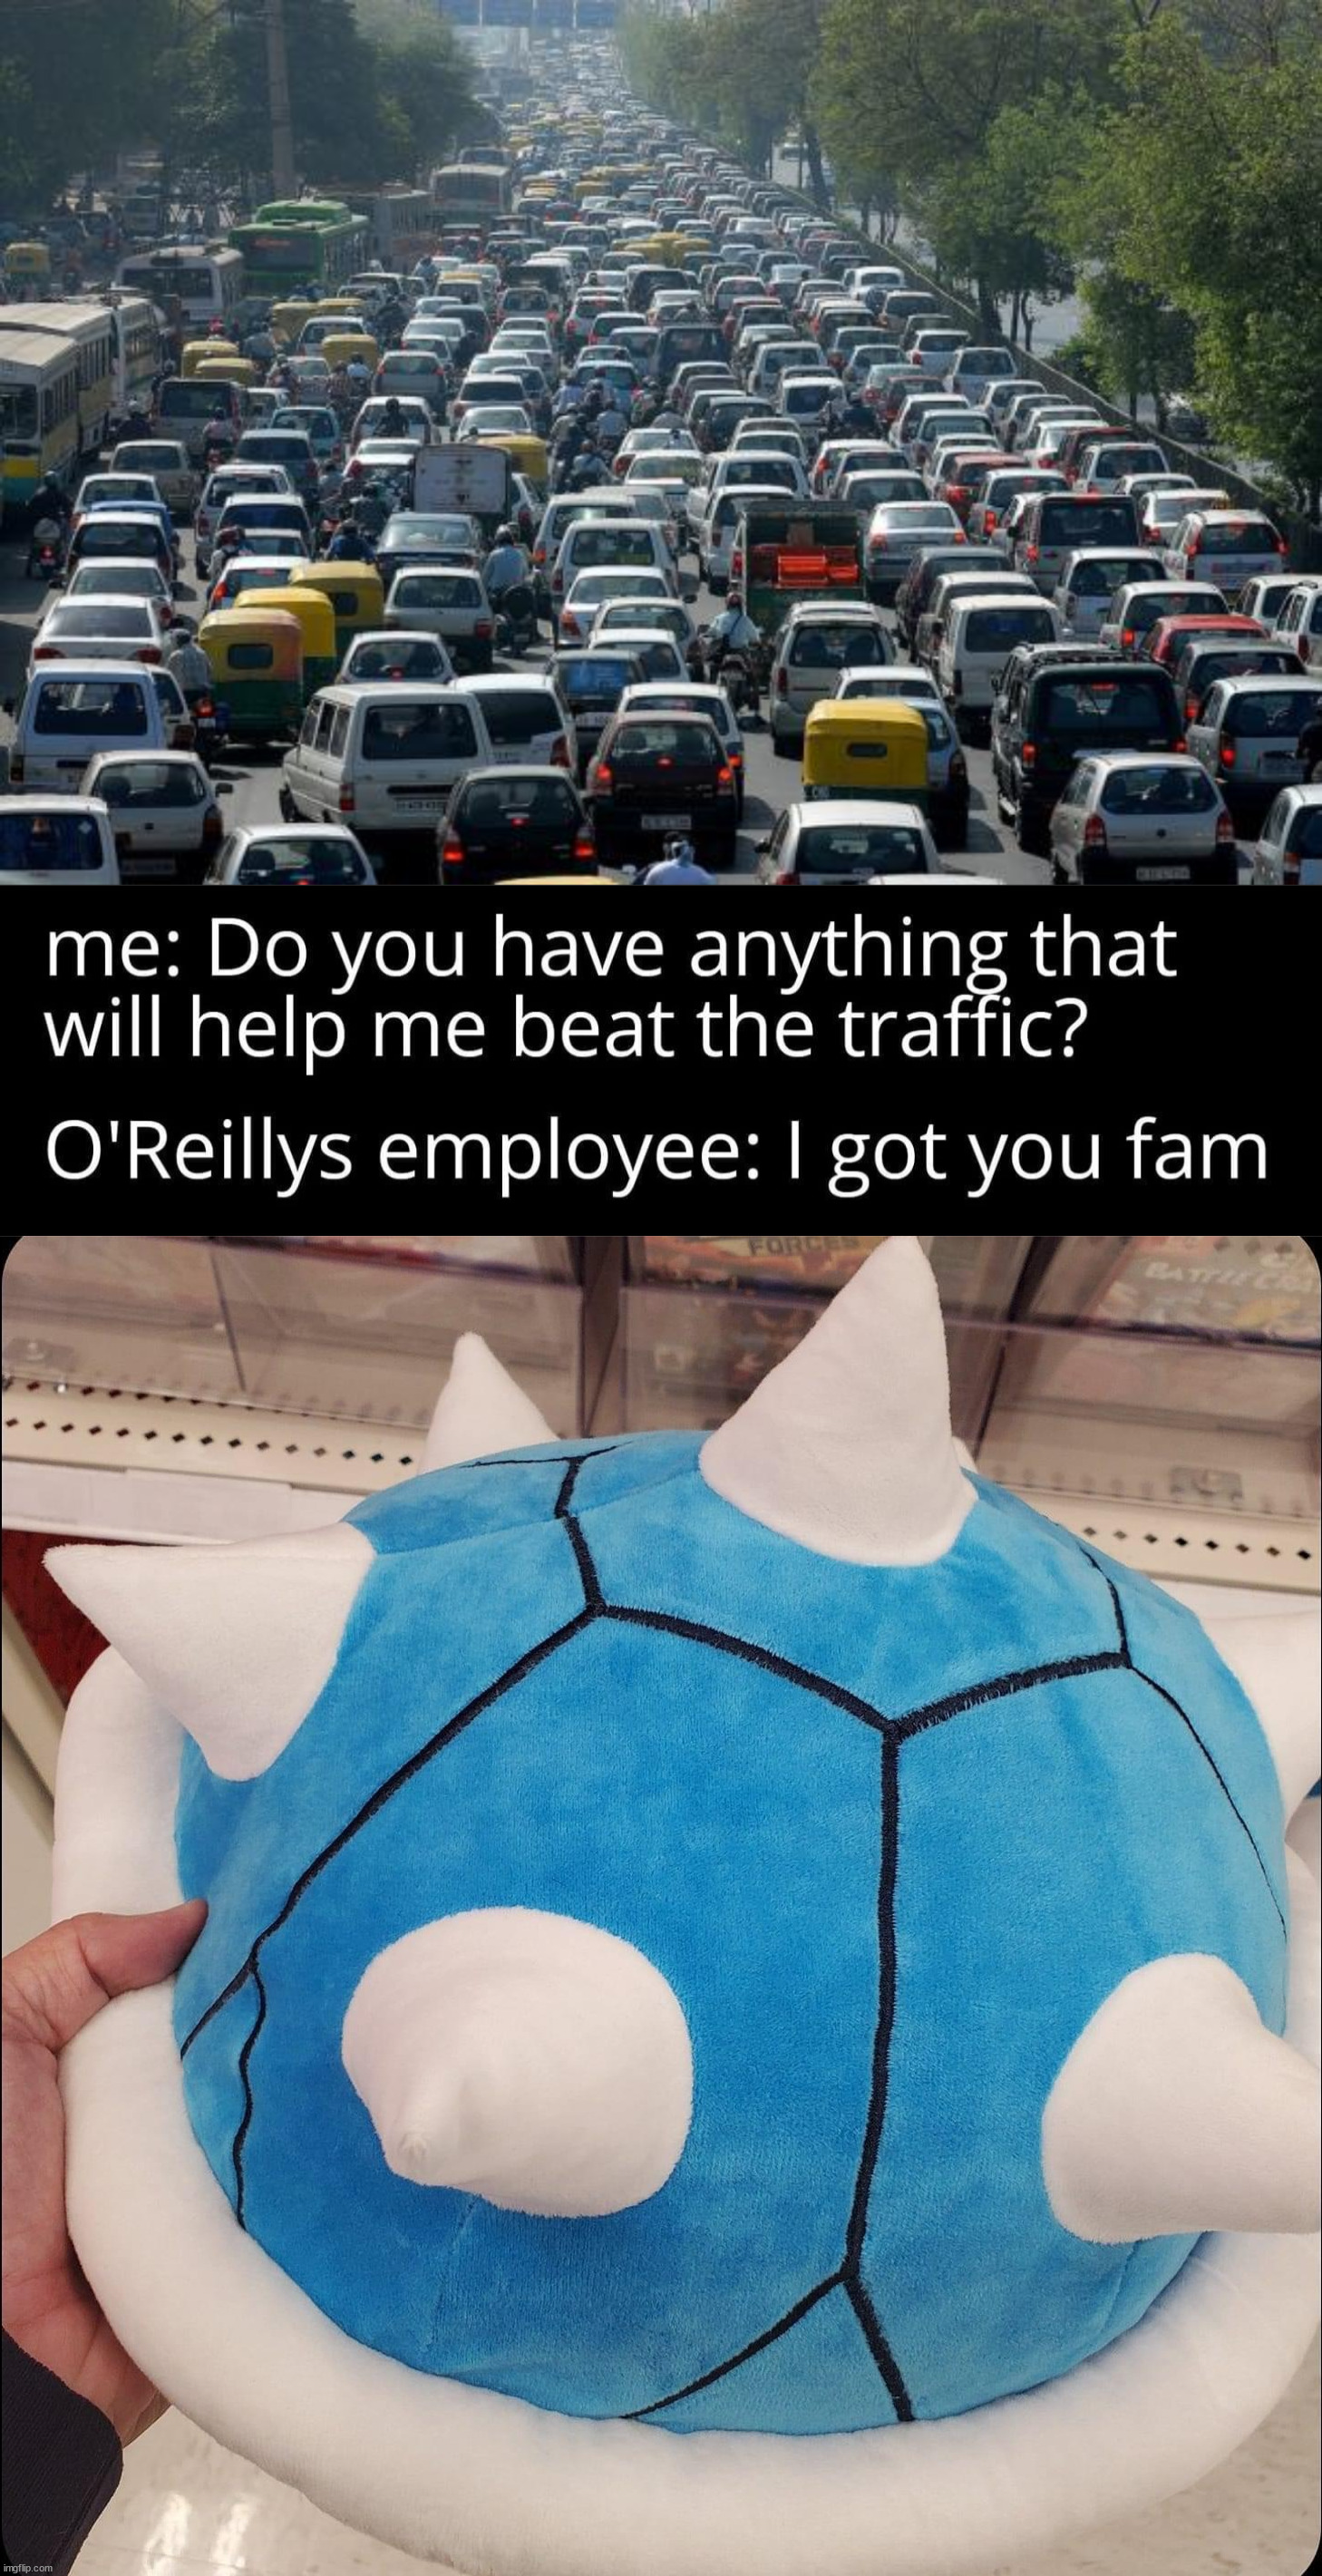 me: Do you have anything that
will help me beat the traffic?
O'Reillys employee: I got you fam
FORCES
imgflip.com